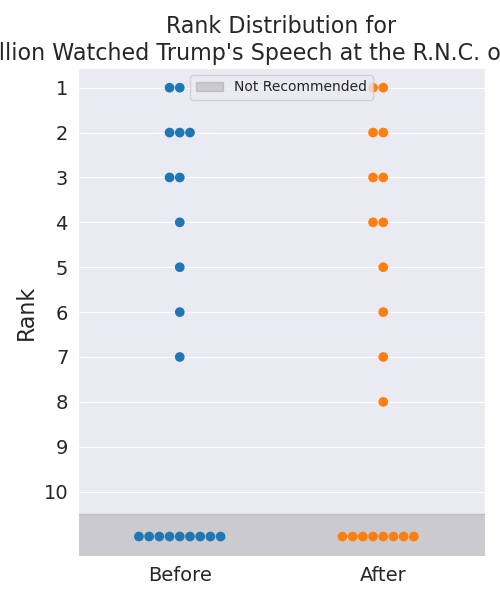 Rank Distribution for
llion Watched Trump's Speech at the R.N.C. o
Not Recommended
1
2
3
4
5
6
7
8
9
10
Rank
Before
After